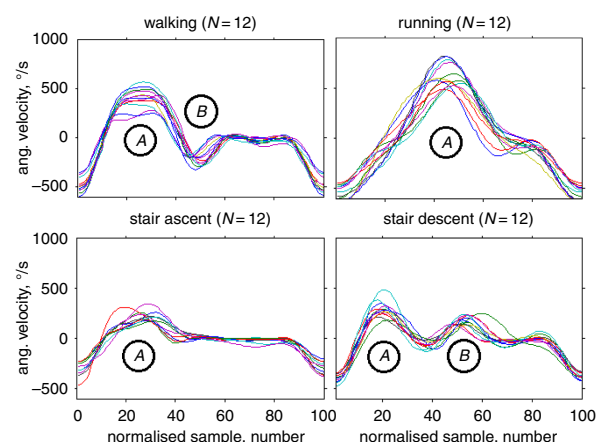 walking (N = 12)
running (N = 12)
ang. velocity, °/s
1000
500
0
–500
A
B
A
stair ascent (N = 12)
stair descent (N = 12)
ang. velocity, °/s
1000
500
0
–500
A
A
B
0 20 40 60 80 100
20 40 60 80 100
normalised sample, number
normalised sample, number